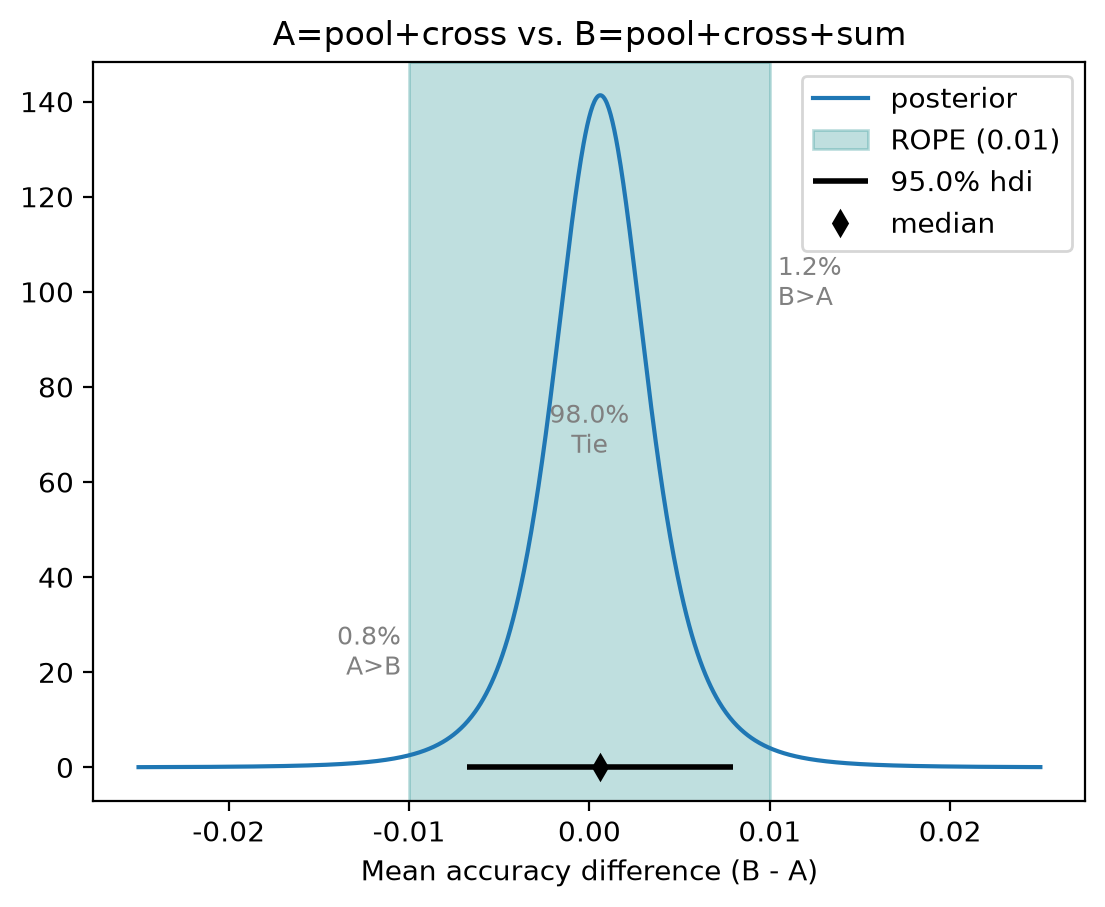 A=pool+cross vs. B=pool+cross+sum
140
120
100
80
60
40
20
0
posterior
ROPE (0.01)
95.0% hdi
median
1.2%
B>A
98.0%
Tie
0.8%
A>B
-0.02
-0.01
0.00
0.01
0.02
Mean accuracy difference (B - A)